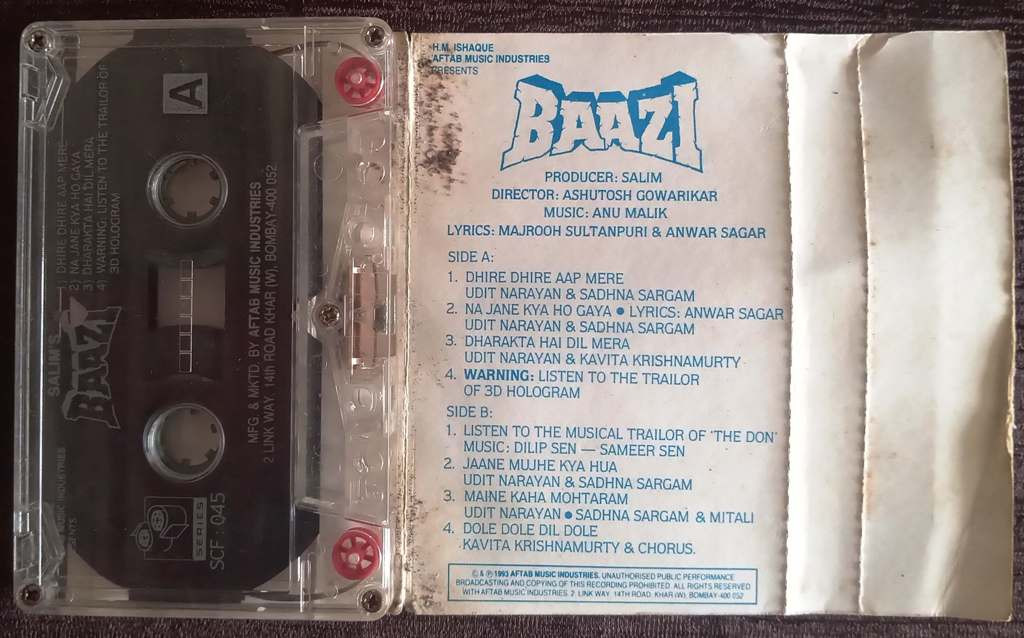 A
1) DHIRE DHIRE AAP MERE
2) NA JANE KYA HO GAYA
3) DHARAKTA HAI DIL MERA
4) WARNING: LISTEN TO THE TRAILOR OF
3D HOLOGRAM
SALIM'S
BAAZI
MUSIC INDUSTRIES
MFG. & MKTD. BY AFTAB MUSIC INDUSTRIES
2 LINK WAY, 14th ROAD KHAR (W), BOMBAY-400 052
SERIES
SCF : 045
H.M. ISHAQUE
AFTAB MUSIC INDUSTRIES
PRESENTS
BAAZI
PRODUCER: SALIM
DIRECTOR: ASHUTOSH GOWARIKAR
MUSIC: ANU MALIK
LYRICS: MAJROOH SULTANPURI & ANWAR SAGAR
SIDE A:
1. DHIRE DHIRE AAP MERE
UDIT NARAYAN & SADHNA SARGAM
2. NA JANE KYA HO GAYA ● LYRICS: ANWAR SAGAR
UDIT NARAYAN & SADHNA SARGAM
3. DHARAKTA HAI DIL MERA
UDIT NARAYAN & KAVITA KRISHNAMURTY
4. WARNING: LISTEN TO THE TRAILOR
OF 3D HOLOGRAM
SIDE B:
1. LISTEN TO THE MUSICAL TRAILOR OF 'THE DON'
MUSIC: DILIP SEN — SAMEER SEN
2. JAANE MUJHE KYA HUA
UDIT NARAYAN & SADHNA SARGAM
3. MAINE KAHA MOHTARAM
UDIT NARAYAN ● SADHNA SARGAM & MITALI
4. DOLE DOLE DIL DOLE
KAVITA KRISHNAMURTY & CHORUS.
© & ℗ 1993 AFTAB MUSIC INDUSTRIES. UNAUTHORISED PUBLIC PERFORMANCE
BROADCASTING AND COPYING OF THIS RECORDING PROHIBITED. ALL RIGHTS RESERVED
WITH AFTAB MUSIC INDUSTRIES. 2 LINK WAY. 14TH ROAD. KHAR (W). BOMBAY-400 052